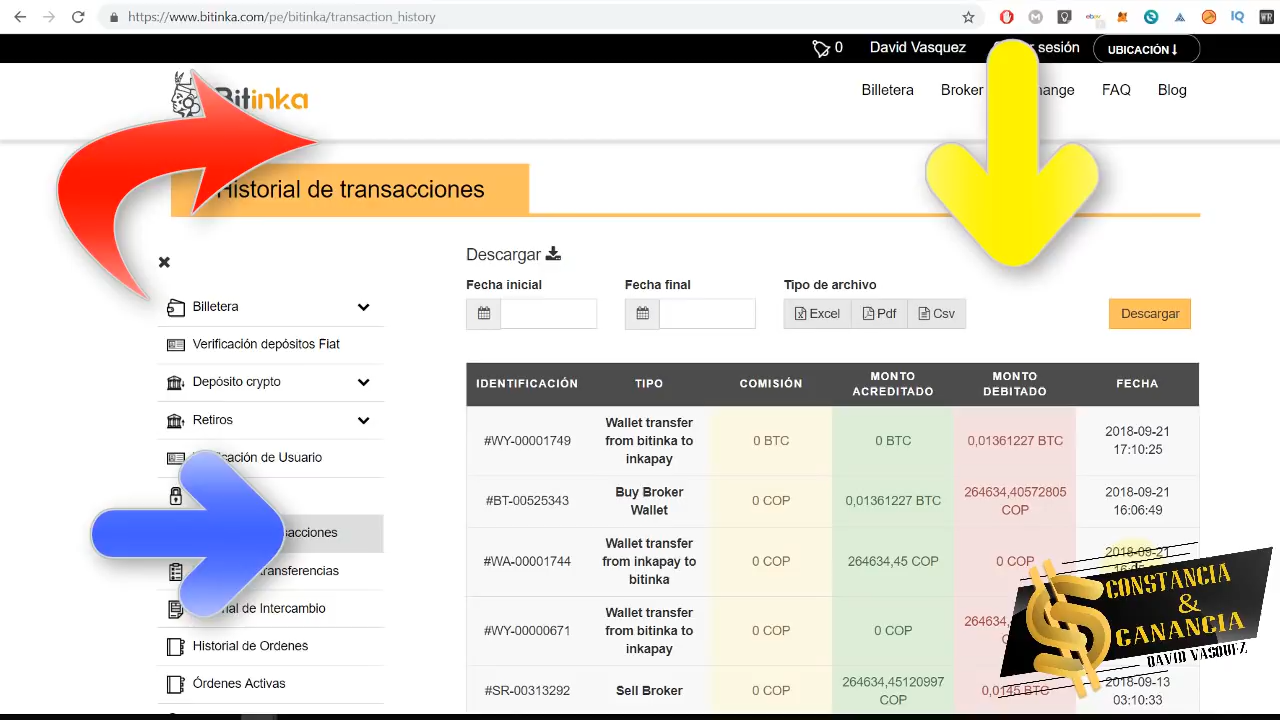 https://www.bitinka.com/pe/bitinka/transaction_history
0 David Vasquez sesión UBICACIÓN
Bitinka
Billetera Broker FAQ Blog
Historial de transacciones
Descargar
Fecha inicial Fecha final Tipo de archivo
Excel Pdf Csv Descargar
Billetera
Verificación depósitos Fiat
Depósito crypto
Retiros
de Usuario
Historial de Ordenes
Órdenes Activas
de Intercambio
IDENTIFICACIÓN TIPO COMISIÓN MONTO ACREDITADO MONTO DEBITADO FECHA
#WY-00001749 Wallet transfer from bitinka to inkapay 0 BTC 0 BTC 0,01361227 BTC 2018-09-21 17:10:25
#BT-00525343 Buy Broker Wallet 0 COP 0,01361227 BTC 264634,40572805 COP 2018-09-21 16:06:49
#WA-00001744 Wallet transfer from inkapay to bitinka 0 COP 264634,45 COP 0 COP 2018-09-21
#WY-00000671 Wallet transfer from bitinka to inkapay 0 COP 0 COP
#SR-00313292 Sell Broker 0 COP 264634,45120997 COP 0,0145 BTC 2018-09-13 03:10:33
CONSTANCIA
&
GANANCIA
DAVID VASQUEZ